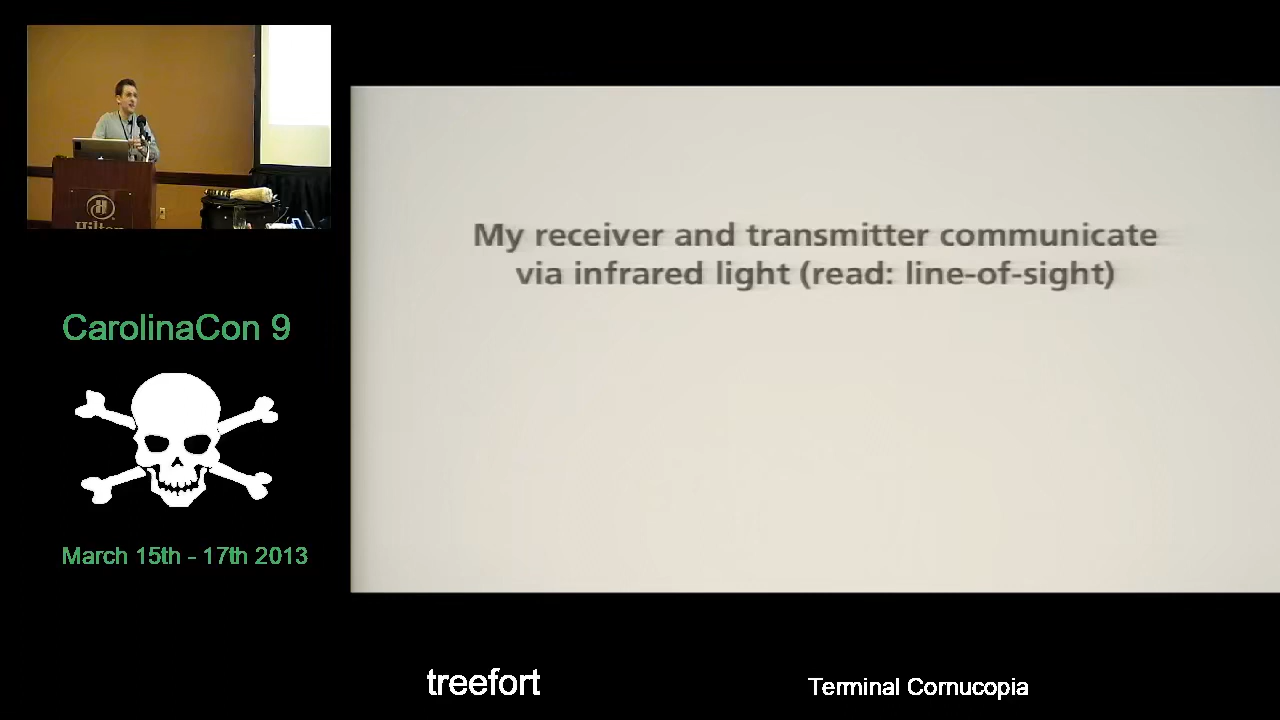 Hilton
CarolinaCon 9
March 15th - 17th 2013
My receiver and transmitter communicate
via infrared light (read: line-of-sight)
treefort
Terminal Cornucopia